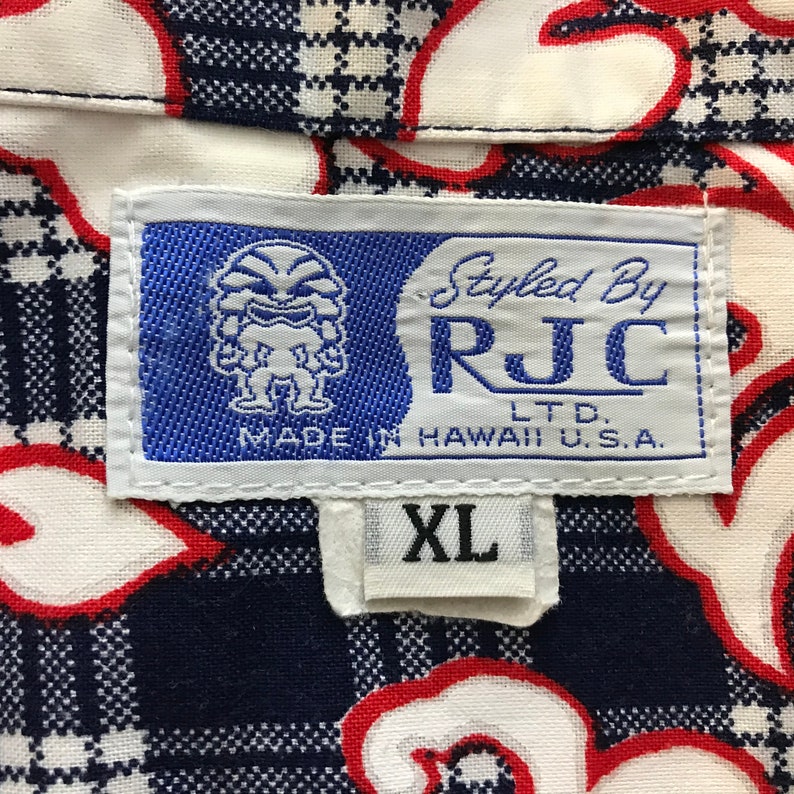 Styled By
RJC
LTD.
MADE IN HAWAII U.S.A.
XL